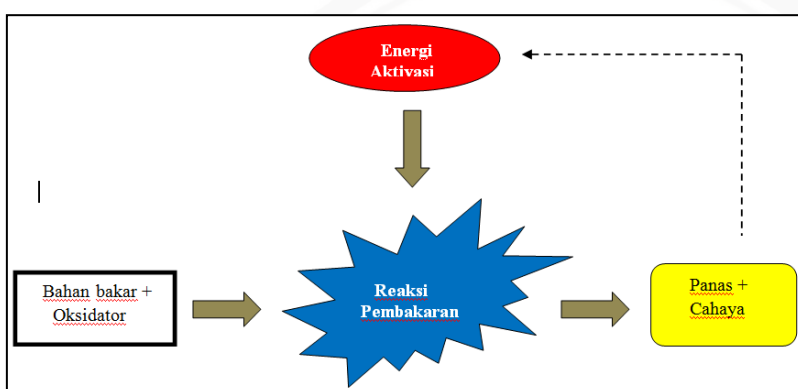 Energi
Aktivasi
Bahan bakar +
Oksidator
Reaksi
Pembakaran
Panas +
Cahaya